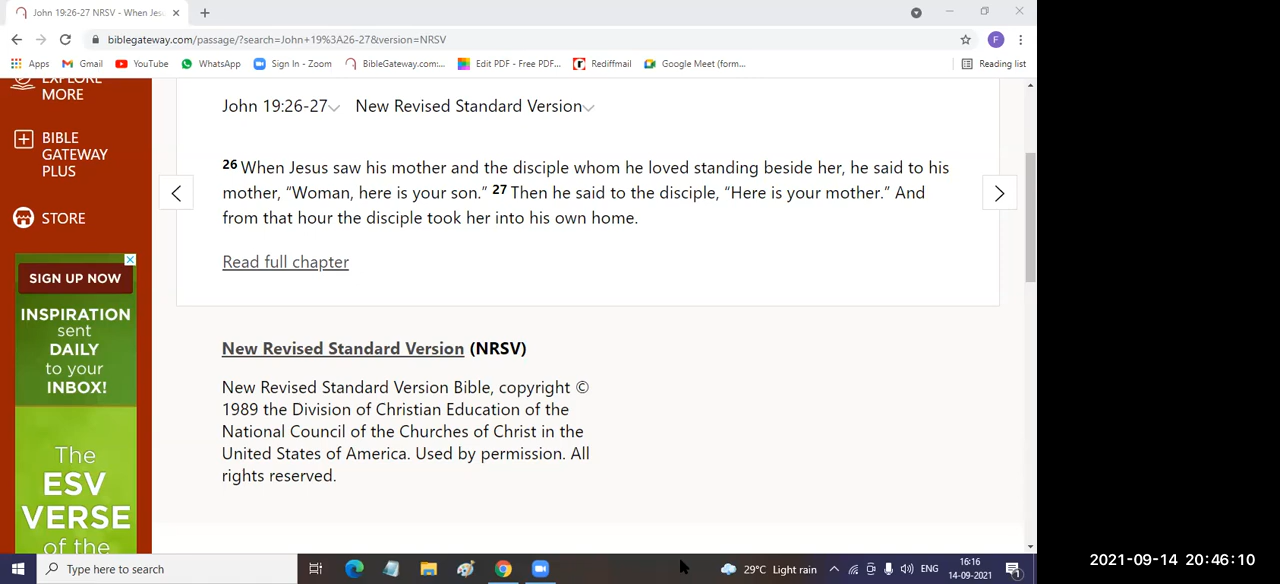 John 19:26-27 NRSV - When Jes
biblegateway.com/passage/?search=John+19%3A26-27&version=NRSV
F
Apps Gmail YouTube WhatsApp Sign In - Zoom BibleGateway.com:... Edit PDF - Free PDF... Rediffmail Google Meet (form... Reading list
EXPLORE
MORE
BIBLE
GATEWAY
PLUS
STORE
SIGN UP NOW
INSPIRATION
sent
DAILY
to your
INBOX!
The
ESV
VERSE
of the
John 19:26-27 New Revised Standard Version
26 When Jesus saw his mother and the disciple whom he loved standing beside her, he said to his
mother, “Woman, here is your son.” 27 Then he said to the disciple, “Here is your mother.” And
from that hour the disciple took her into his own home.
Read full chapter
New Revised Standard Version (NRSV)
New Revised Standard Version Bible, copyright ©
1989 the Division of Christian Education of the
National Council of the Churches of Christ in the
United States of America. Used by permission. All
rights reserved.
Type here to search
29°C Light rain
ENG
16:16
14-09-2021
1
2021-09-14 20:46:10